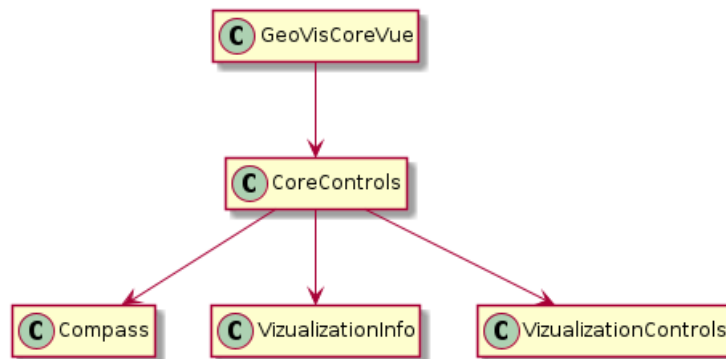 C GeoVisCoreVue
C CoreControls
C Compass
C VizualizationInfo
C VizualizationControls